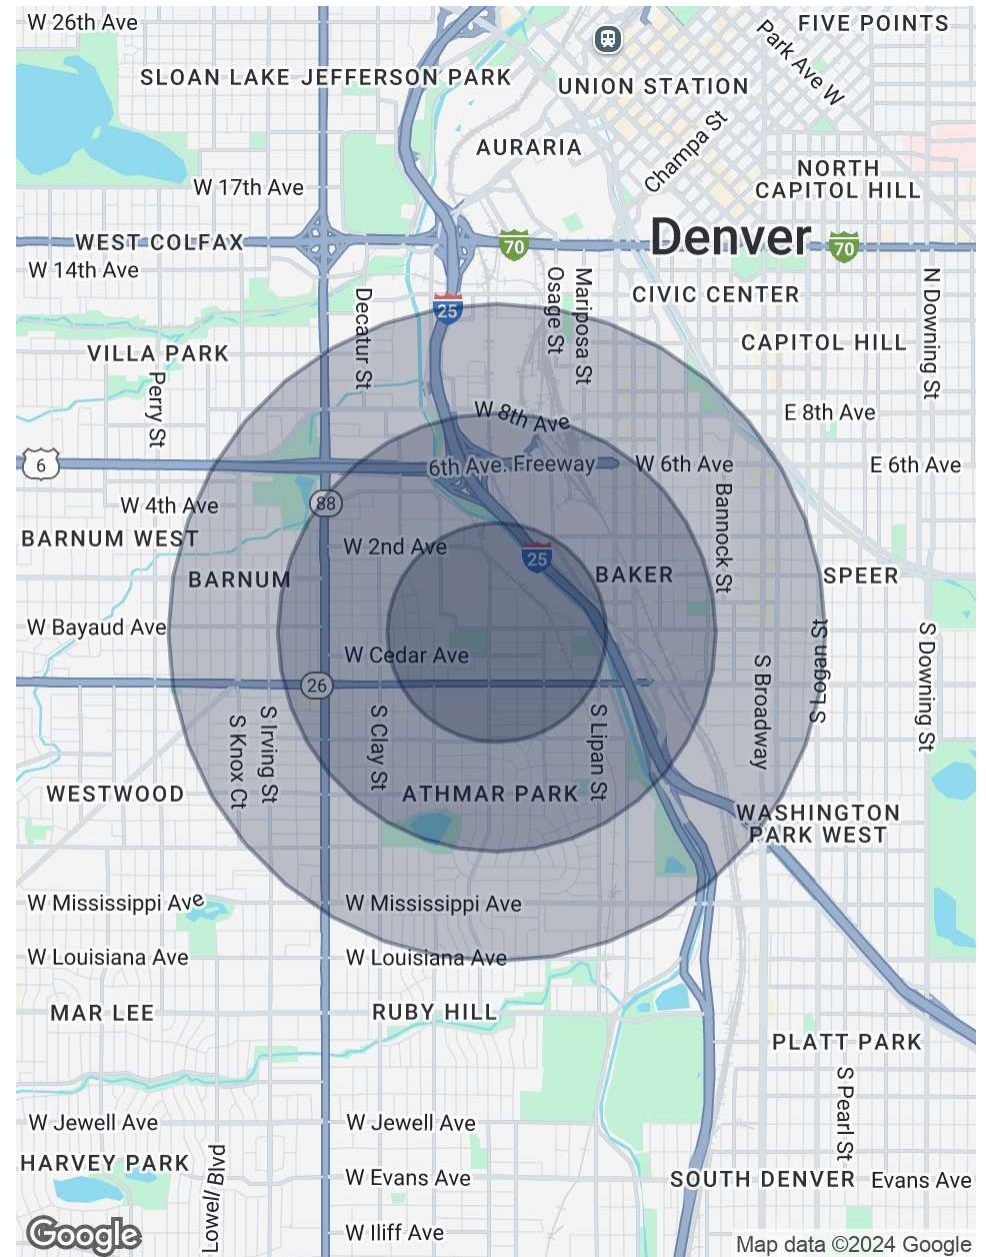 W 26th Ave
FIVE POINTS
Park Ave W
SLOAN LAKE
JEFFERSON PARK
UNION STATION
Champa St
AURARIA
NORTH
CAPITOL HILL
W 17th Ave
Denver
WEST COLFAX
70
70
W 14th Ave
Osage St
Mariposa St
N Downing St
Decatur St
25
CIVIC CENTER
CAPITOL HILL
VILLA PARK
Perry St
W 8th Ave
E 8th Ave
6
6th Ave. Freeway
W 6th Ave
E 6th Ave
W 4th Ave
88
Bannock St
BARNUM WEST
W 2nd Ave
25
BARNUM
BAKER
SPEER
W Bayaud Ave
S Logan St
S Downing St
W Cedar Ave
26
S Broadway
S Knox Ct
S Irving St
S Clay St
S Lipan St
WESTWOOD
ATHMAR PARK
WASHINGTON
PARK WEST
W Mississippi Ave
W Mississippi Ave
W Louisiana Ave
W Louisiana Ave
MAR LEE
RUBY HILL
PLATT PARK
S Pearl St
W Jewell Ave
W Jewell Ave
HARVEY PARK
Lowell Blvd
W Evans Ave
SOUTH DENVER
Evans Ave
W Iliff Ave
Google
Map data ©2024 Google